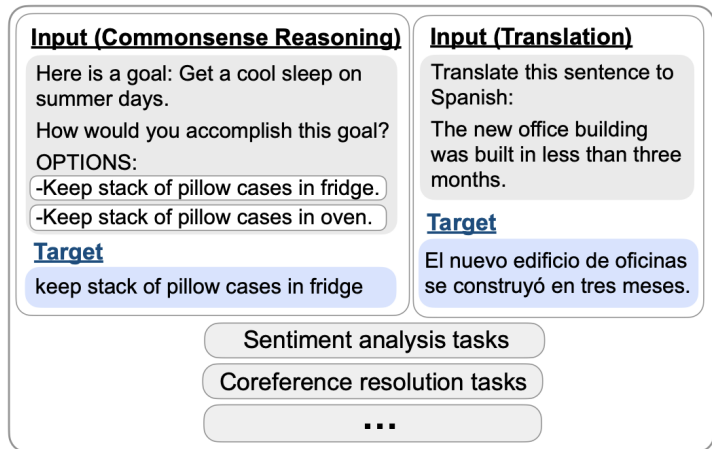 Input (Commonsense Reasoning)
Here is a goal: Get a cool sleep on
summer days.
How would you accomplish this goal?
OPTIONS:
-Keep stack of pillow cases in fridge.
-Keep stack of pillow cases in oven.
Target
keep stack of pillow cases in fridge
Input (Translation)
Translate this sentence to
Spanish:
The new office building
was built in less than three
months.
Target
El nuevo edificio de oficinas
se construyó en tres meses.
Sentiment analysis tasks
Coreference resolution tasks
...